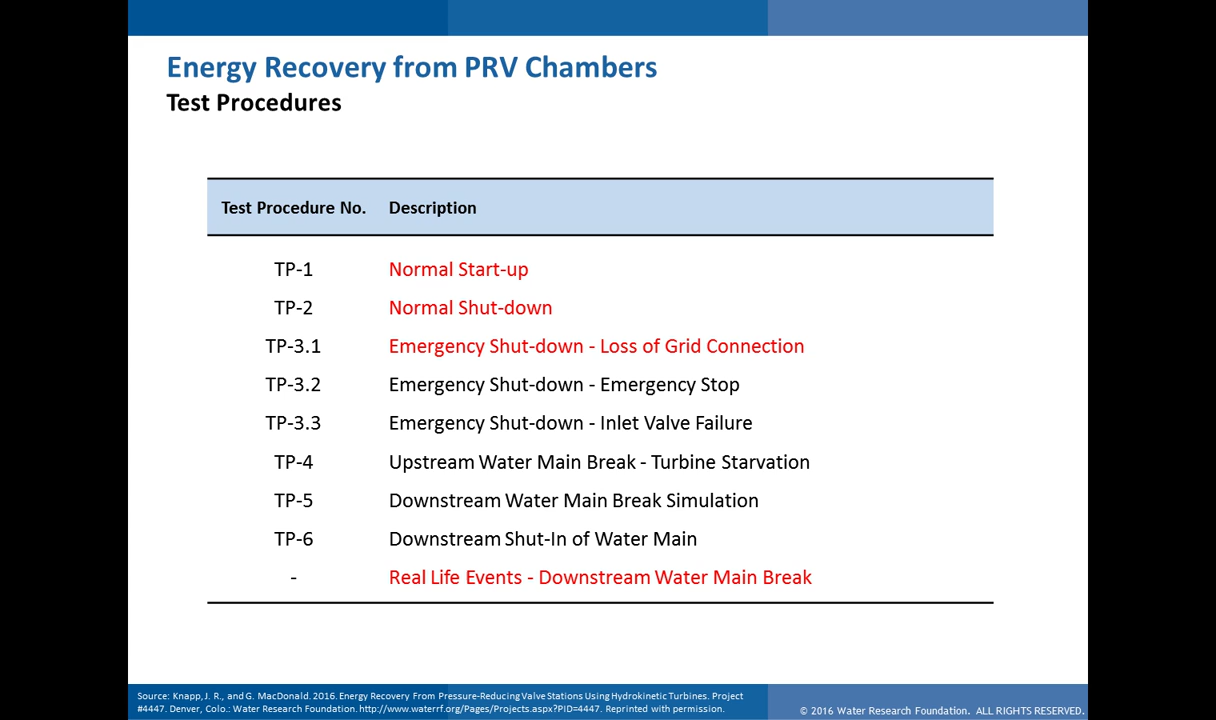 Energy Recovery from PRV Chambers
Test Procedures
Test Procedure No. Description
TP-1 Normal Start-up
TP-2 Normal Shut-down
TP-3.1 Emergency Shut-down - Loss of Grid Connection
TP-3.2 Emergency Shut-down - Emergency Stop
TP-3.3 Emergency Shut-down - Inlet Valve Failure
TP-4 Upstream Water Main Break - Turbine Starvation
TP-5 Downstream Water Main Break Simulation
TP-6 Downstream Shut-In of Water Main
- Real Life Events - Downstream Water Main Break
Source: Knapp, J. R., and G. MacDonald. 2016. Energy Recovery From Pressure-Reducing Valve Stations Using Hydrokinetic Turbines. Project
#4447. Denver, Colo.: Water Research Foundation. http://www.waterrf.org/Pages/Projects.aspx?PID=4447. Reprinted with permission.
© 2016 Water Research Foundation. ALL RIGHTS RESERVED.